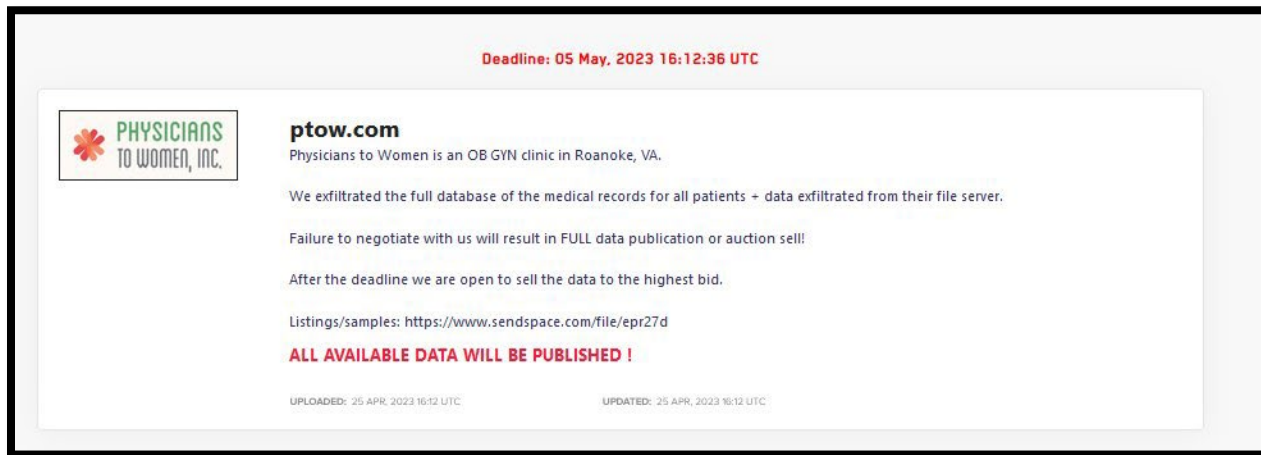 Deadline: 05 May, 2023 16:12:36 UTC
PHYSICIANS
TO WOMEN, INC.
ptow.com
Physicians to Women is an OB GYN clinic in Roanoke, VA.
We exfiltrated the full database of the medical records for all patients + data exfiltrated from their file server.
Failure to negotiate with us will result in FULL data publication or auction sell!
After the deadline we are open to sell the data to the highest bid.
Listings/samples: https://www.sendspace.com/file/epr27d
ALL AVAILABLE DATA WILL BE PUBLISHED !
UPLOADED: 25 APR, 2023 16:12 UTC
UPDATED: 25 APR, 2023 16:12 UTC